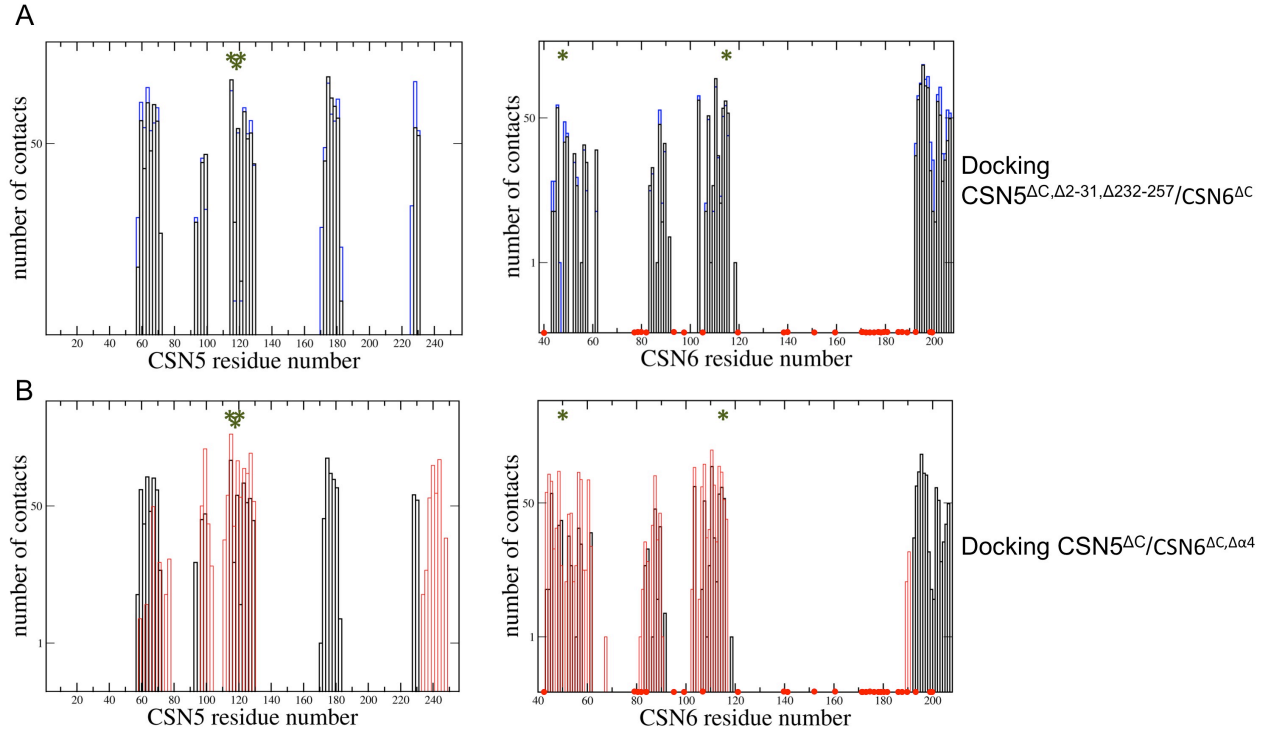 A
* * *
* *
number of contacts
50
20 40 60 80 100 120 140 160 180 200 220 240
CSN5 residue number
number of contacts
50
1
40 60 80 100 120 140 160 180 200
CSN6 residue number
Docking
CSN5ΔC,Δ2-31,Δ232-257/CSN6ΔC
B
* * *
* *
number of contacts
50
1
20 40 60 80 100 120 140 160 180 200 220 240
CSN5 residue number
number of contacts
50
1
40 60 80 100 120 140 160 180 200
CSN6 residue number
Docking CSN5ΔC/CSN6ΔC,Δα4